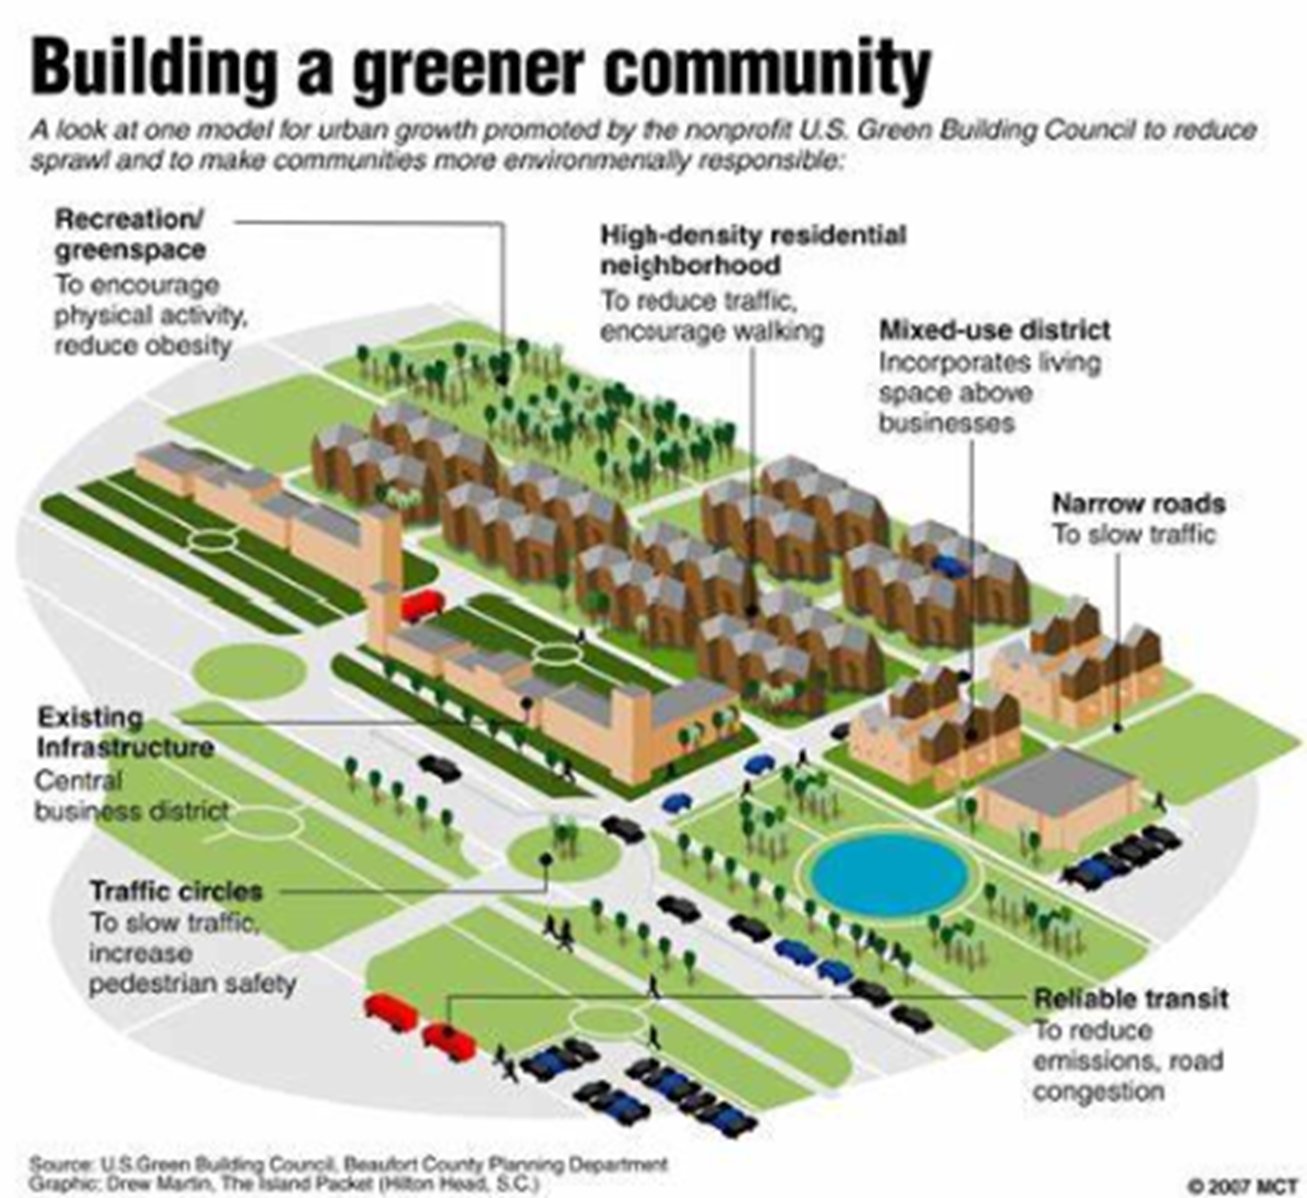 Building a greener community
A look at one model for urban growth promoted by the nonprofit U.S. Green Building Council to reduce
sprawl and to make communities more environmentally responsible:
Recreation/
greenspace
To encourage
physical activity,
reduce obesity
High-density residential
neighborhood
To reduce traffic,
encourage walking
Mixed-use district
Incorporates living
space above
businesses
Narrow roads
To slow traffic
Existing
Infrastructure
Central
business district
Traffic circles
To slow traffic,
increase
pedestrian safety
Reliable transit
To reduce
emissions, road
congestion
Source: U.S.Green Building Council, Beaufort County Planning Department
Graphic: Drew Martin, The Island Packet (Hilton Head, S.C.)
© 2007 MCT